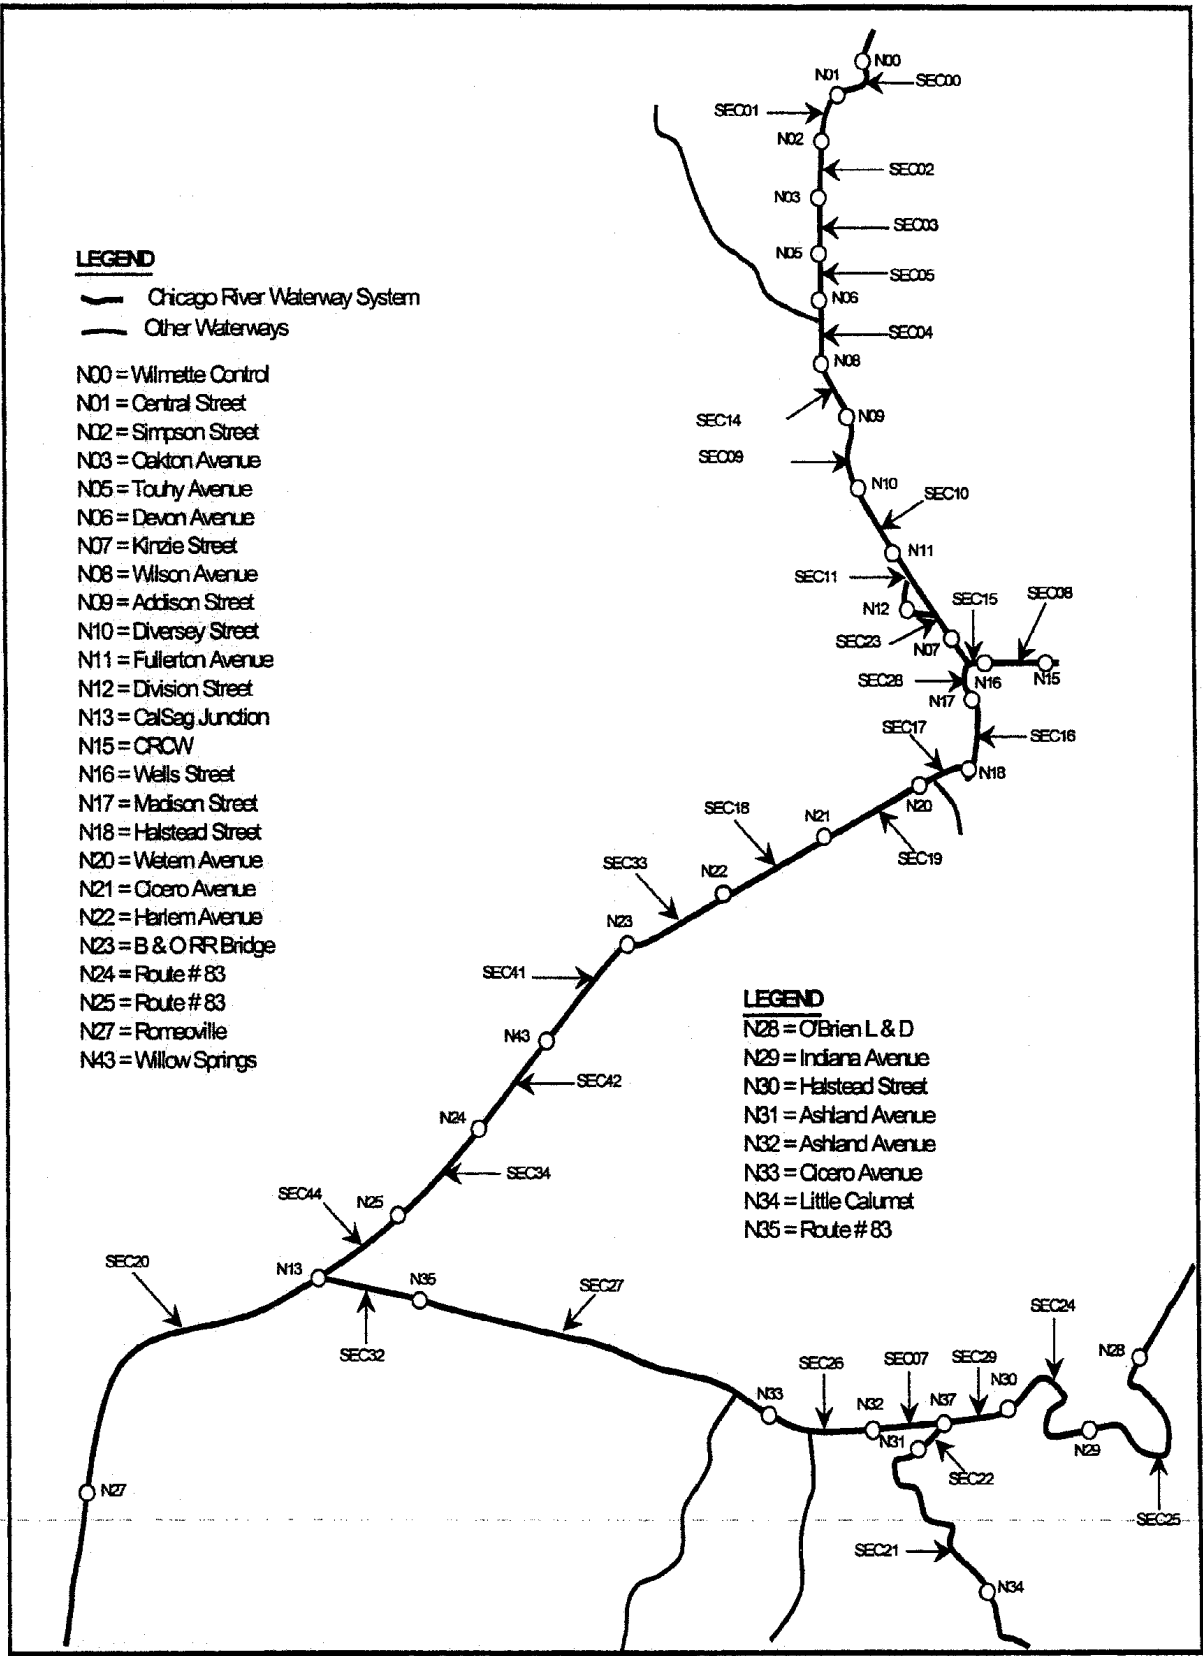 N00
N01
SEC00
SEC01
N02
SEC02
N03
SEC03
N05
SEC05
N06
SEC04
N08
SEC14
N09
SEC09
N10
SEC10
N11
SEC11
N12
SEC15
SEC08
SEC23
N07
N16
N15
SEC28
N17
SEC17
SEC16
N18
N20
SEC18
N21
SEC19
SEC33
N22
N23
SEC41
N43
SEC42
N24
SEC34
SEC44
N25
SEC20
N13
N35
SEC27
SEC32
SEC24
N28
SEC26
SEC07
SEC29
N30
N33
N32
N37
N31
N29
SEC22
N27
SEC25
SEC21
N34
LEGEND
Chicago River Waterway System
Other Waterways
N00 = Wilmette Control
N01 = Central Street
N02 = Simpson Street
N03 = Oakton Avenue
N05 = Touhy Avenue
N06 = Devon Avenue
N07 = Kinzie Street
N08 = Wilson Avenue
N09 = Addison Street
N10 = Diversey Street
N11 = Fullerton Avenue
N12 = Division Street
N13 = CalSag Junction
N15 = CRCW
N16 = Wells Street
N17 = Madison Street
N18 = Halstead Street
N20 = Wetern Avenue
N21 = Cicero Avenue
N22 = Harlem Avenue
N23 = B & O RR Bridge
N24 = Route # 83
N25 = Route # 83
N27 = Romeoville
N43 = Willow Springs
LEGEND
N28 = O'Brien L & D
N29 = Indiana Avenue
N30 = Halstead Street
N31 = Ashland Avenue
N32 = Ashland Avenue
N33 = Cicero Avenue
N34 = Little Calumet
N35 = Route # 83